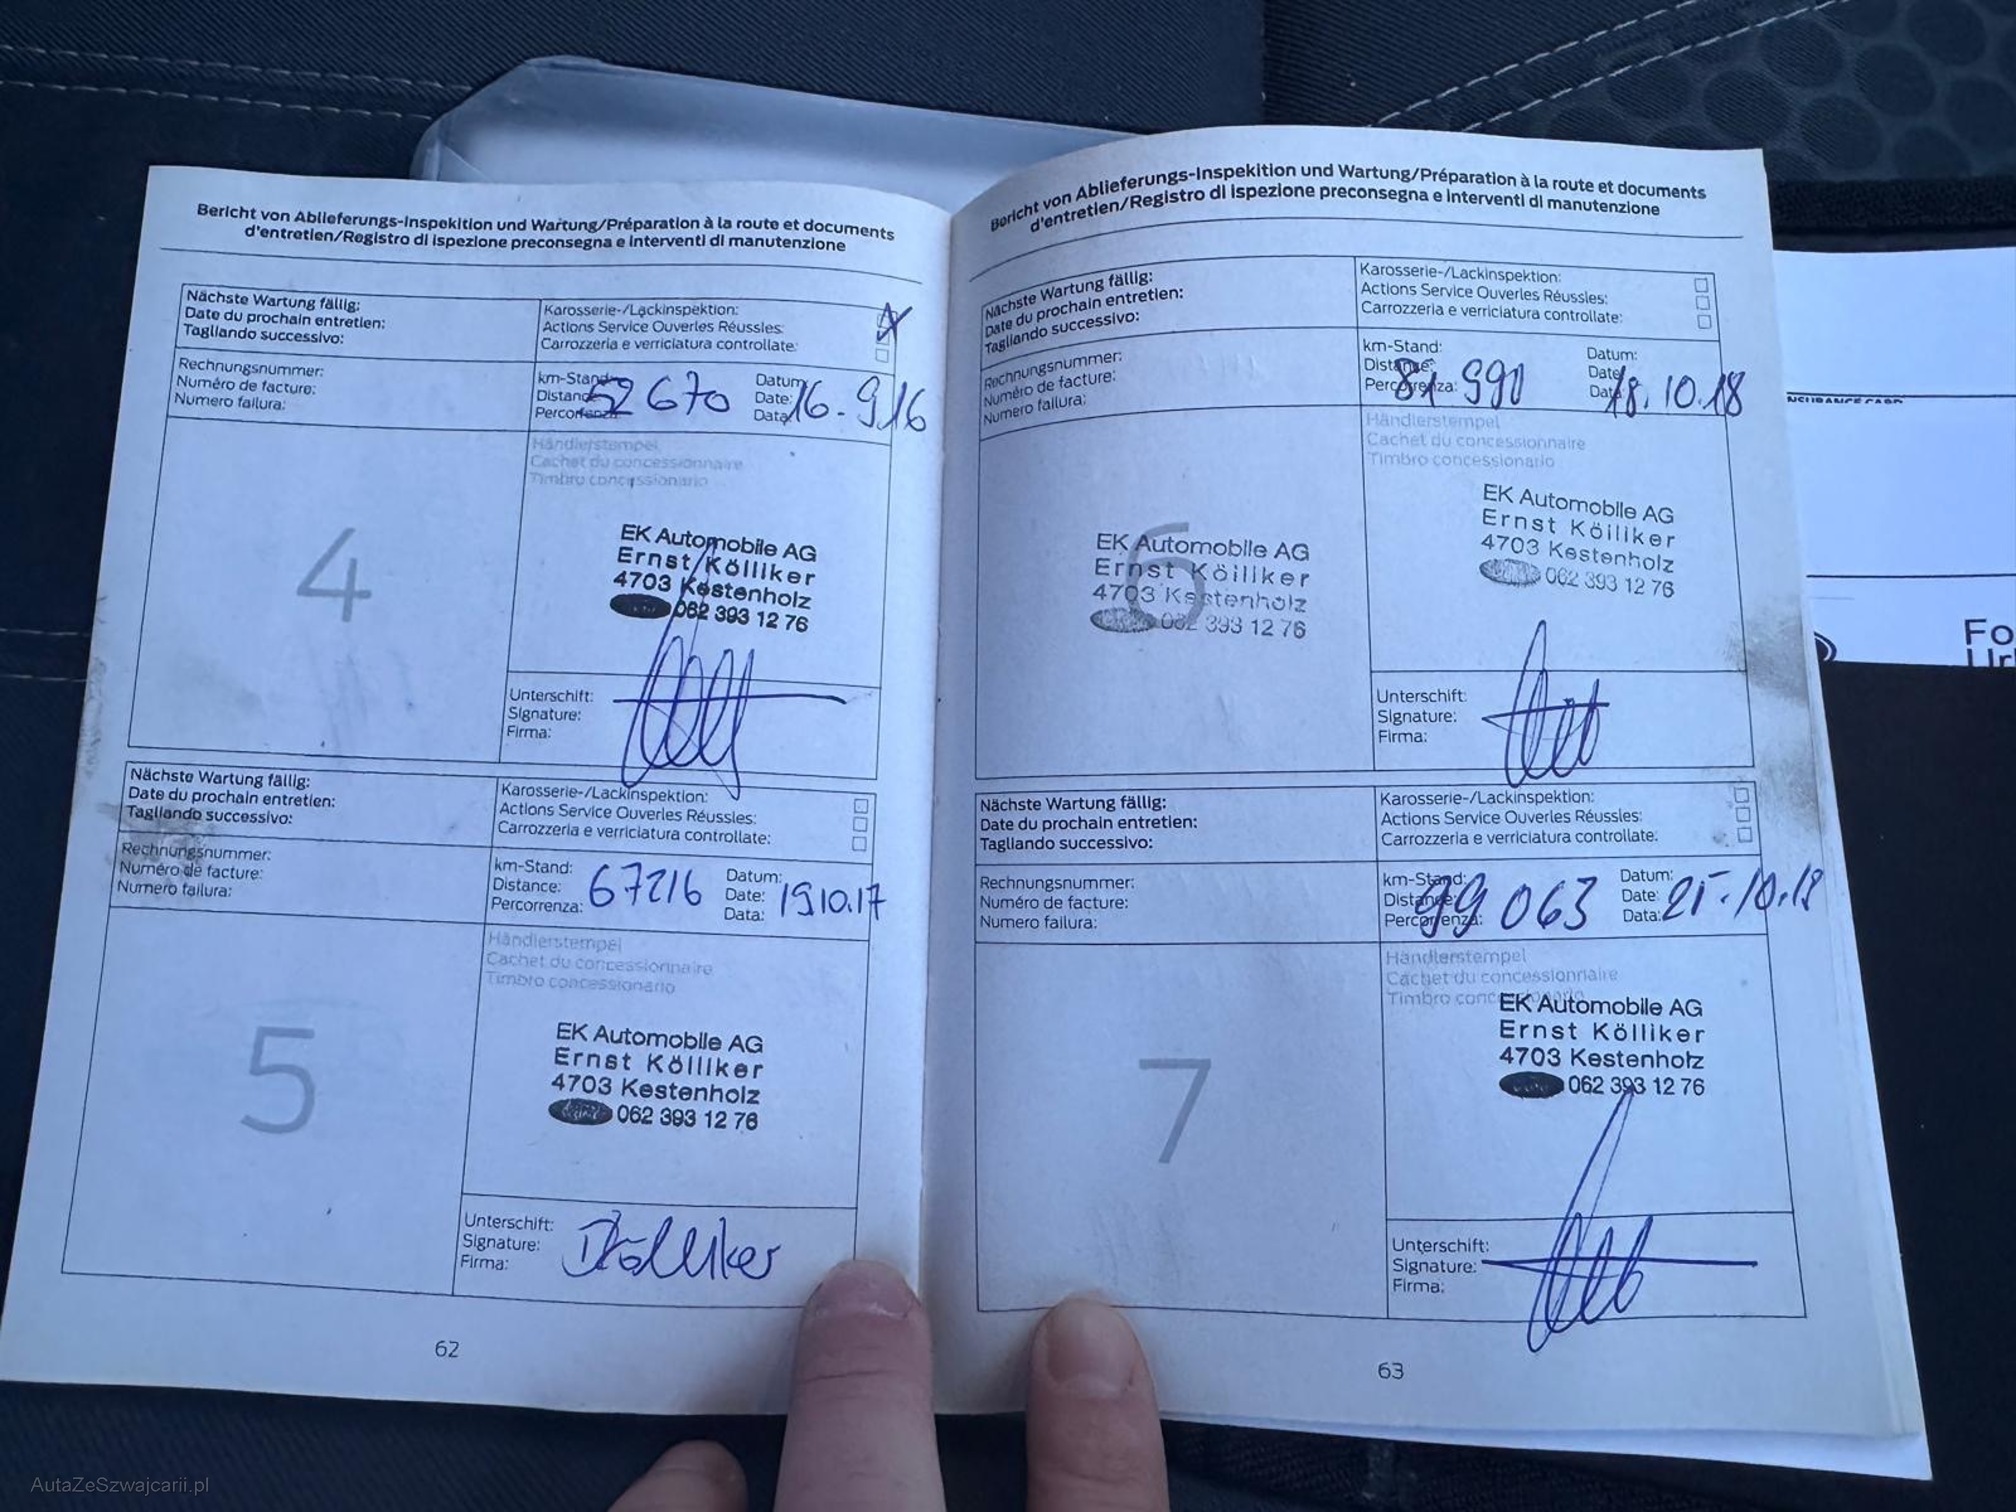 Bericht von Ablieferungs-Inspekition und Wartung/Préparation à la route et documents
d'entretien/Registro di ispezione preconsegna e interventi di manutenzione
Nächste Wartung fällig:
Date du prochain entretien:
Tagliando successivo:
Karosserie-/Lackinspektion:
Actions Service Ouverles Réussles:
Carrozzeria e verriciatura controllate:
Rechnungsnummer:
Numéro de facture:
Numero failura:
km-Stand:
Distance:
Percorrenza:
52 670
Datum:
Date:
Data:
16.9.16
4
Händlerstempel
Cachet du concessionnaire
Timbro concessionario
EK Automobile AG
Ernst Kölliker
4703 Kestenholz
062 393 12 76
Unterschift:
Signature:
Firma:
Nächste Wartung fällig:
Date du prochain entretien:
Tagliando successivo:
Karosserie-/Lackinspektion:
Actions Service Ouverles Réussles:
Carrozzeria e verriciatura controllate:
Rechnungsnummer:
Numéro de facture:
Numero failura:
km-Stand:
Distance:
Percorrenza:
67216
Datum:
Date:
Data:
19.10.17
5
Händlerstempel
Cachet du concessionnaire
Timbro concessionario
EK Automobile AG
Ernst Kölliker
4703 Kestenholz
062 393 12 76
Unterschift:
Signature:
Firma:
62
Bericht von Ablieferungs-Inspekition und Wartung/Préparation à la route et documents
d'entretien/Registro di ispezione preconsegna e interventi di manutenzione
Nächste Wartung fällig:
Date du prochain entretien:
Tagliando successivo:
Karosserie-/Lackinspektion:
Actions Service Ouverles Réussles:
Carrozzeria e verriciatura controllate:
Rechnungsnummer:
Numéro de facture:
Numero failura:
km-Stand:
Distance:
Percorrenza:
81 990
Datum:
Date:
Data:
18.10.18
6
EK Automobile AG
Ernst Kölliker
4703 Kestenholz
062 393 12 76
Händlerstempel
Cachet du concessionnaire
Timbro concessionario
EK Automobile AG
Ernst Kölliker
4703 Kestenholz
062 393 12 76
Unterschift:
Signature:
Firma:
Nächste Wartung fällig:
Date du prochain entretien:
Tagliando successivo:
Karosserie-/Lackinspektion:
Actions Service Ouverles Réussles:
Carrozzeria e verriciatura controllate:
Rechnungsnummer:
Numéro de facture:
Numero failura:
km-Stand:
Distance:
Percorrenza:
99 063
Datum:
Date:
Data:
7
Händlerstempel
Cachet du concessionnaire
Timbro concessionario
EK Automobile AG
Ernst Kölliker
4703 Kestenholz
062 393 12 76
Unterschift:
Signature:
Firma:
63
AutaZeSzwajcarii.pl